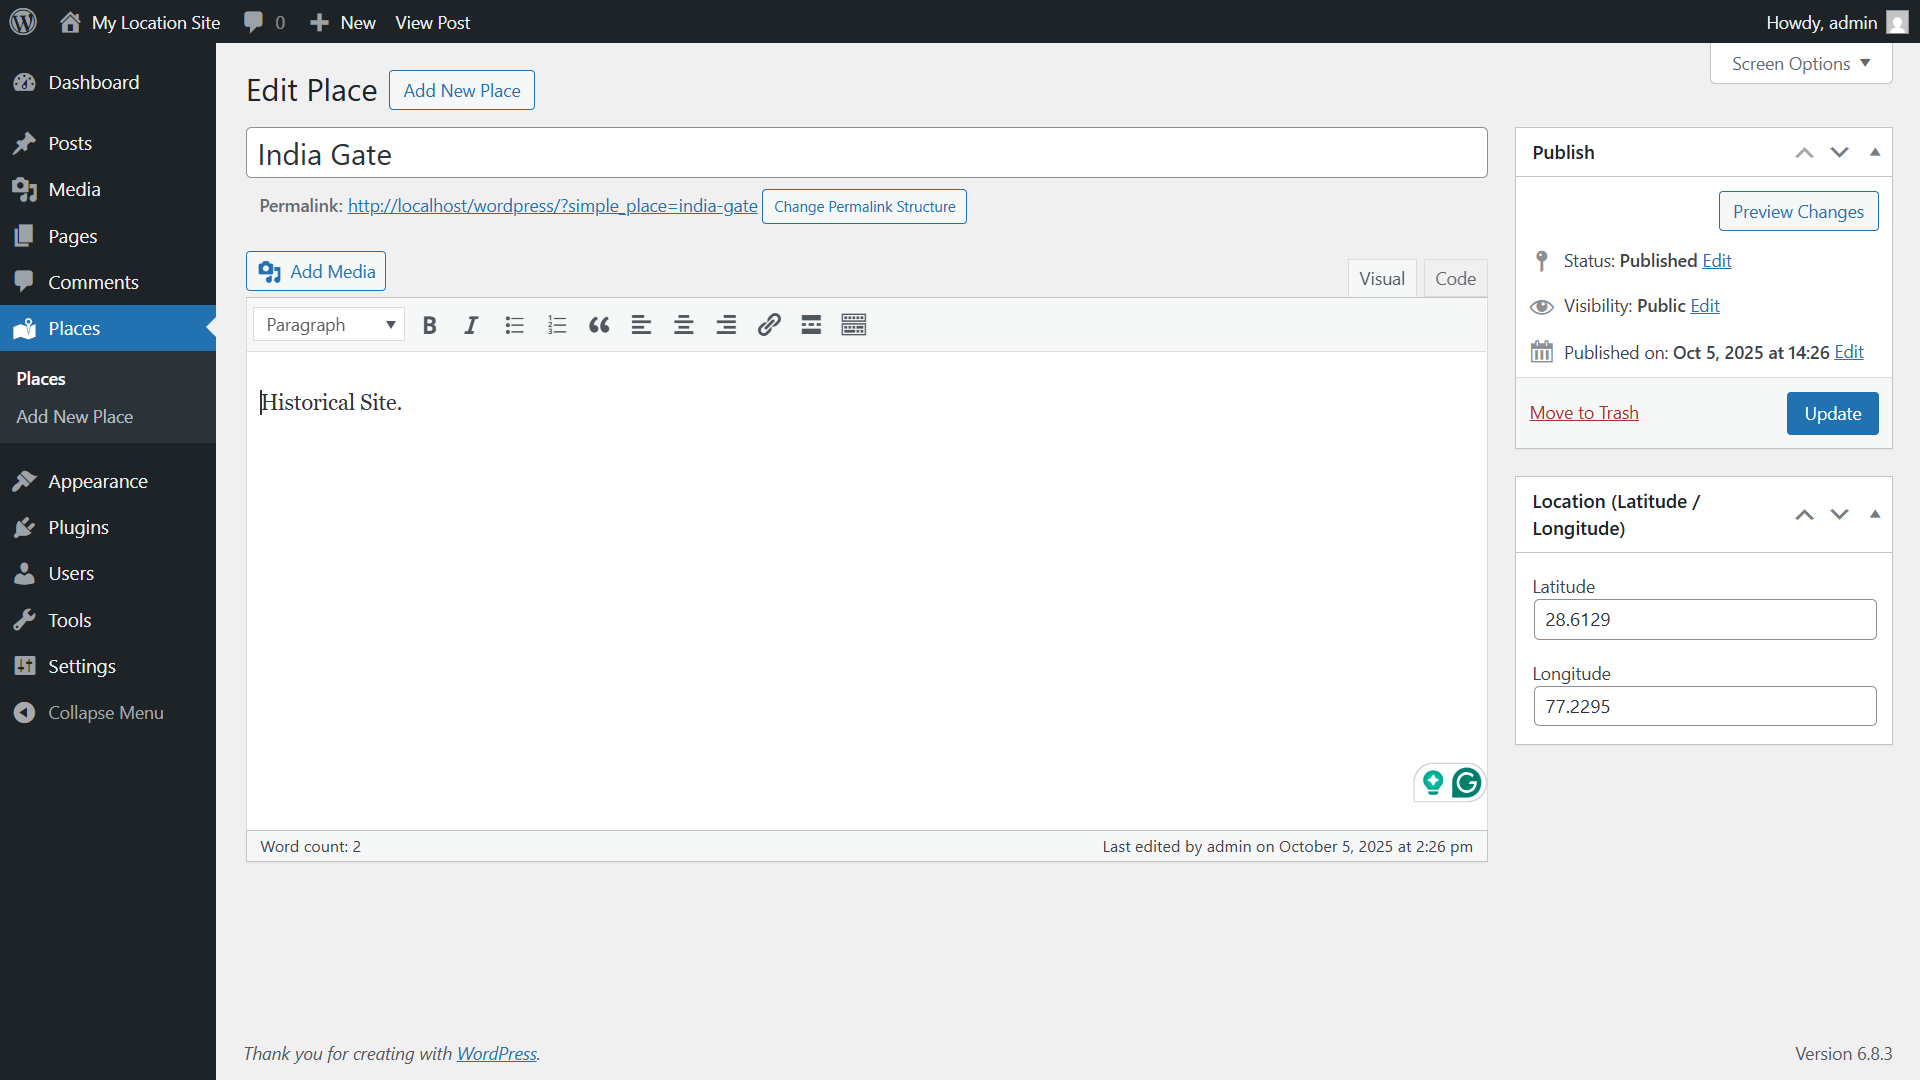 My Location Site 0 New View Post Howdy, admin
Screen Options
Dashboard
Posts
Media
Pages
Comments
Places
Places
Add New Place
Appearance
Plugins
Users
Tools
Settings
Collapse Menu
Edit Place Add New Place
India Gate
Permalink: http://localhost/wordpress/?simple_place=india-gate Change Permalink Structure
Add Media
Visual Code
Paragraph B I
Historical Site.
Word count: 2 Last edited by admin on October 5, 2025 at 2:26 pm
Publish
Preview Changes
Status: Published Edit
Visibility: Public Edit
Published on: Oct 5, 2025 at 14:26 Edit
Move to Trash Update
Location (Latitude /
Longitude)
Latitude
28.6129
Longitude
77.2295
Thank you for creating with WordPress. Version 6.8.3